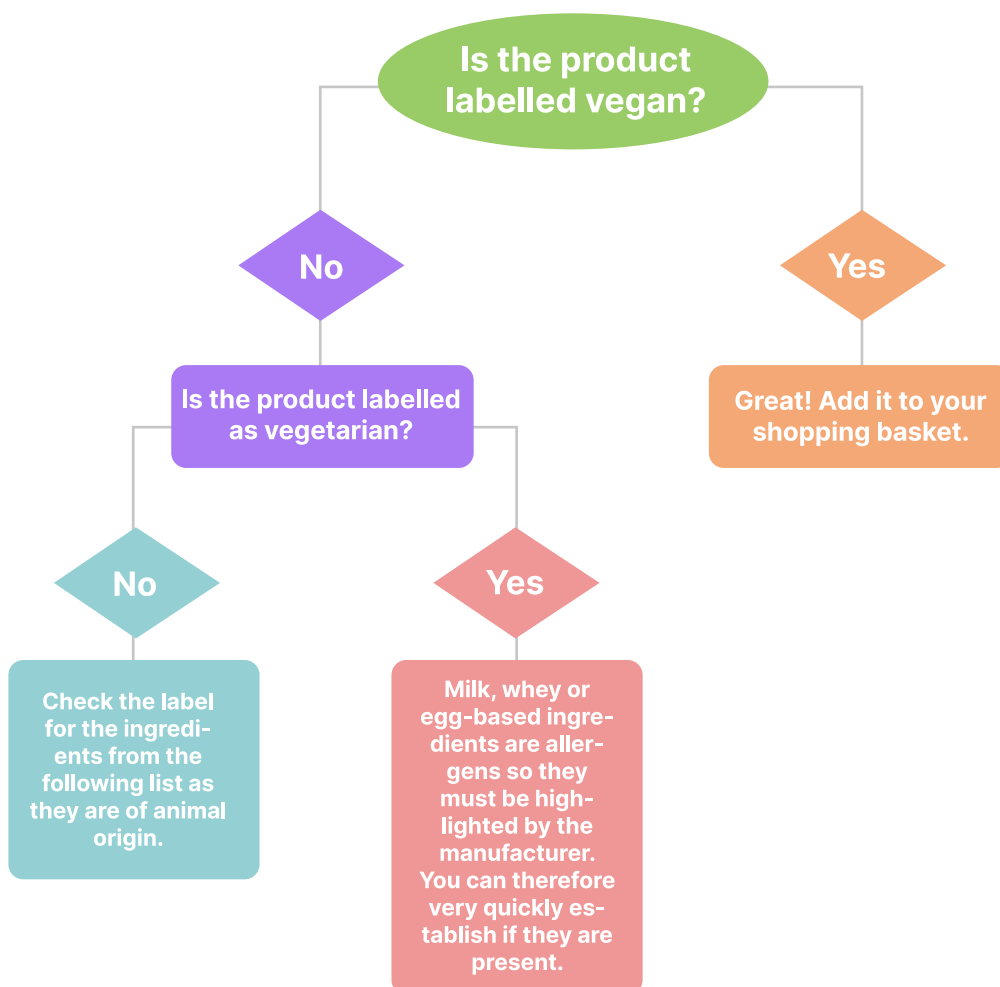 Is the product
labelled vegan?
No
Yes
Is the product labelled
as vegetarian?
Great! Add it to your
shopping basket.
No
Yes
Check the label
for the ingredi-
ents from the
following list as
they are of animal
origin.
Milk, whey or
egg-based ingre-
dients are aller-
gens so they
must be high-
lighted by the
manufacturer.
You can therefore
very quickly es-
tablish if they are
present.